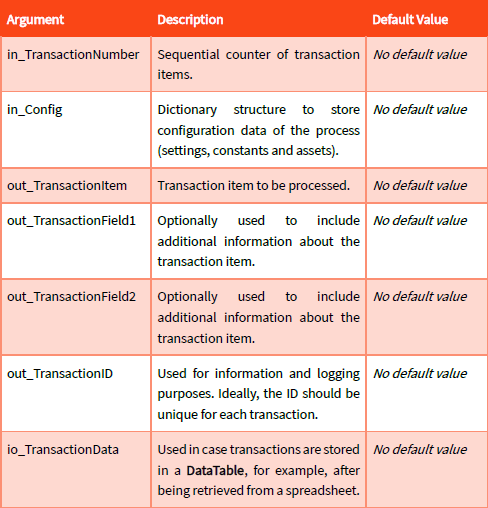 Argument Description Default Value
in_TransactionNumber Sequential counter of transaction No default value
items.
in_Config Dictionary structure to store No default value
configuration data of the process
(settings, constants and assets).
out_TransactionItem Transaction item to be processed. No default value
out_TransactionField1 Optionally used to include No default value
additional information about the
transaction item.
out_TransactionField2 Optionally used to include No default value
additional information about the
transaction item.
out_TransactionID Used for information and logging No default value
purposes. Ideally, the ID should be
unique for each transaction.
io_TransactionData Used in case transactions are stored No default value
in a DataTable, for example, after
being retrieved from a spreadsheet.